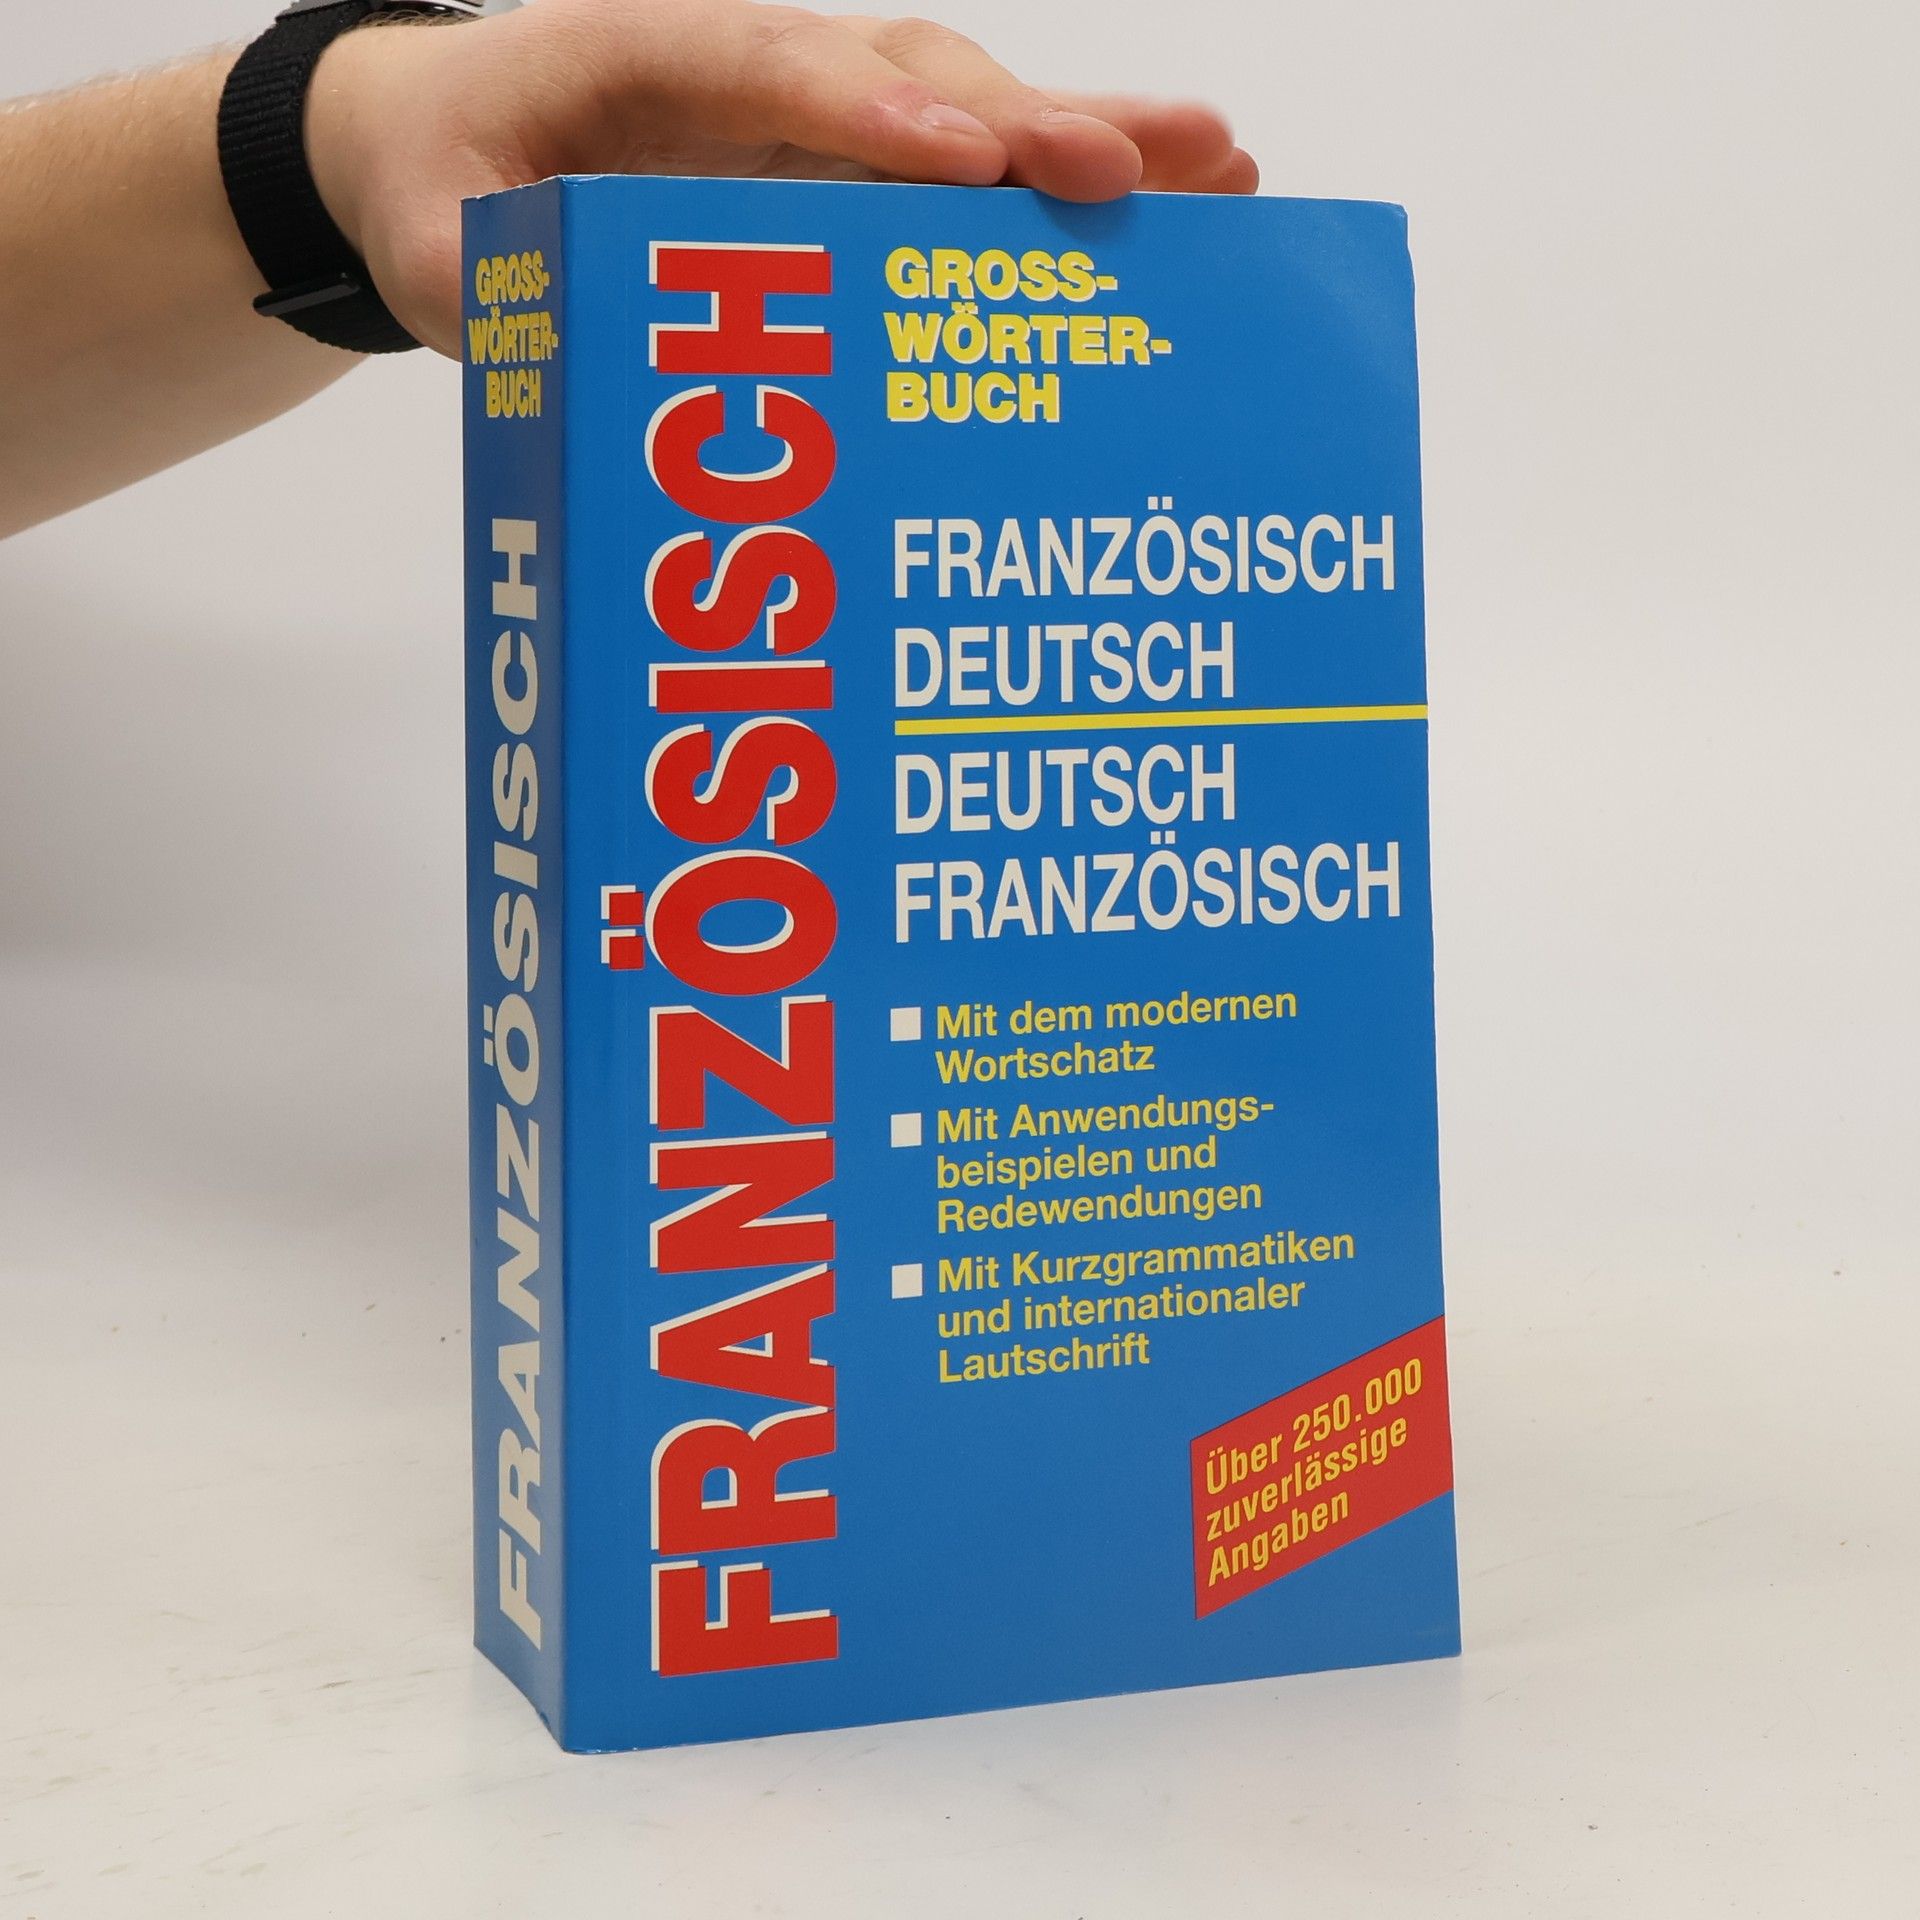 GROSS-
WÖRTER-
BUCH
FRANZÖSISCH
FRANZÖSISCH
GROSS-
WÖRTER-
BUCH
FRANZÖSISCH
DEUTSCH
DEUTSCH
FRANZÖSISCH
Mit dem modernen
Wortschatz
Mit Anwendungs-
beispielen und
Redewendungen
Mit Kurzgrammatiken
und internationaler
Lautschrift
Über 250.000
zuverlässige
Angaben